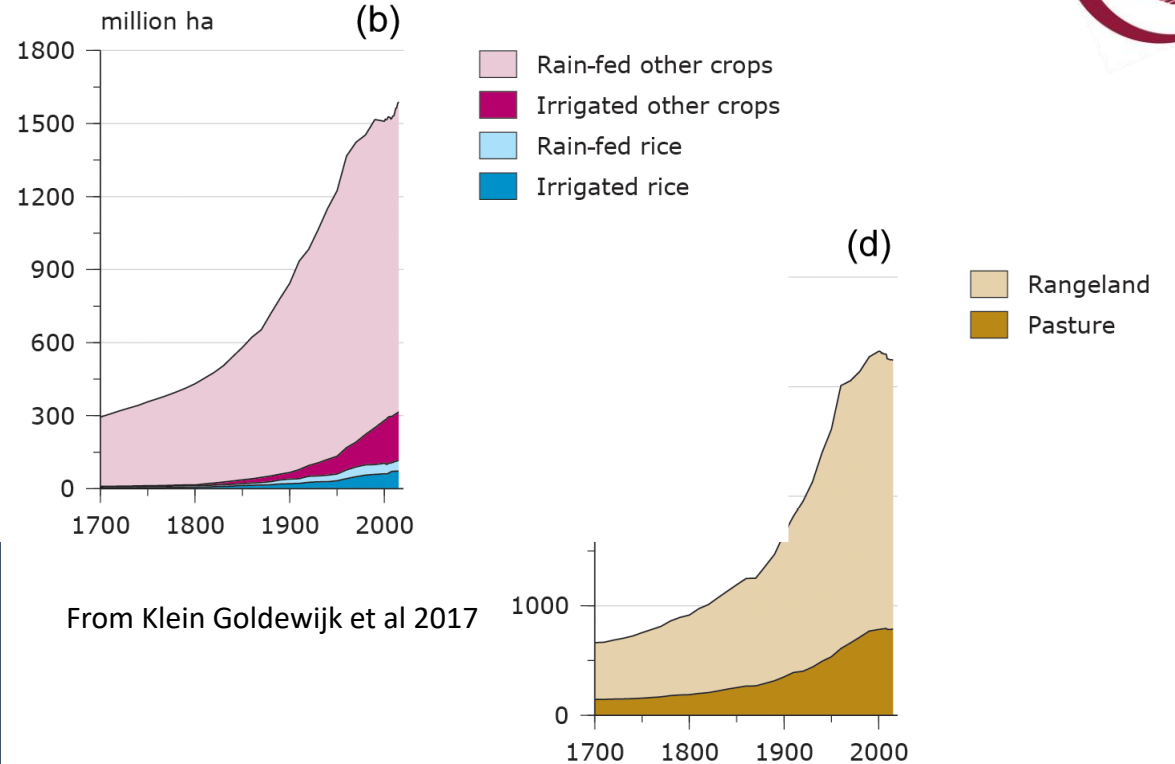 million ha
(b)
1800
1500
1200
900
600
300
0
1700 1800 1900 2000
Rain-fed other crops
Irrigated other crops
Rain-fed rice
Irrigated rice
(d)
Rangeland
Pasture
From Klein Goldewijk et al 2017
1000
0
1700 1800 1900 2000